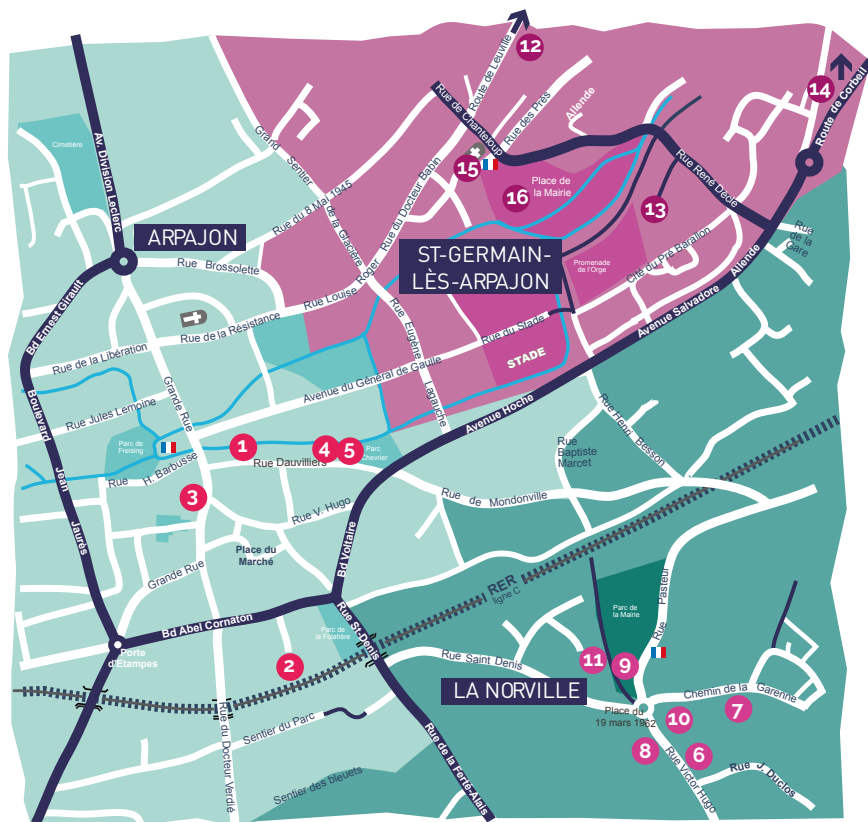 12
14
Route de Leuville
Rue de Chanteloup
Rue des Prés
Allende
Route de Corbeil
Cimetière
Av. Division Leclerc
Grand Sentier
de la Glacière
15
Place de
la Mairie
16
13
Rue René Dècle
Rue du 8 Mai 1945
Rue du Docteur Babin
ARPAJON
ST-GERMAIN-
LÈS-ARPAJON
Rue
de la
Gare
Rue Brossolette
Promenade
de l'Orge
Cité du Pré Barallon
Bd Ernest Girault
Rue Louise
Roger
Avenue Salvadore
Allende
Rue de la Résistance
Rue Eugène
Lagauche
Rue du Stade
STADE
Rue de la Libération
Grande Rue
Avenue du Général de Gaulle
Avenue Hoche
Rue Jules Lemoine
Boulevard
Jean
Jaurès
Parc de
Freising
1
4
5
Parc
Chevrier
Rue
Baptiste
Marcet
Rue Henri Besson
Rue
H. Barbusse
Rue Dauvilliers
3
Rue de Mondonville
Rue V. Hugo
Place du
Marché
Bd Voltaire
Grande Rue
RER
ligne C
Pasteur
Rue
Parc de
la Mairie
Bd Abel Cornaton
Parc de
la Folatière
Rue St-Denis
Porte
d'Etampes
2
Rue Saint Denis
11
9
LA NORVILLE
Chemin de la
Garenne
7
Place du
19 mars 1962
10
8
6
Rue du Docteur Verdié
Sentier du Parc
Rue de la Ferté-Alais
Rue Victor Hugo
Rue J. Duclos
Sentier des bleuets